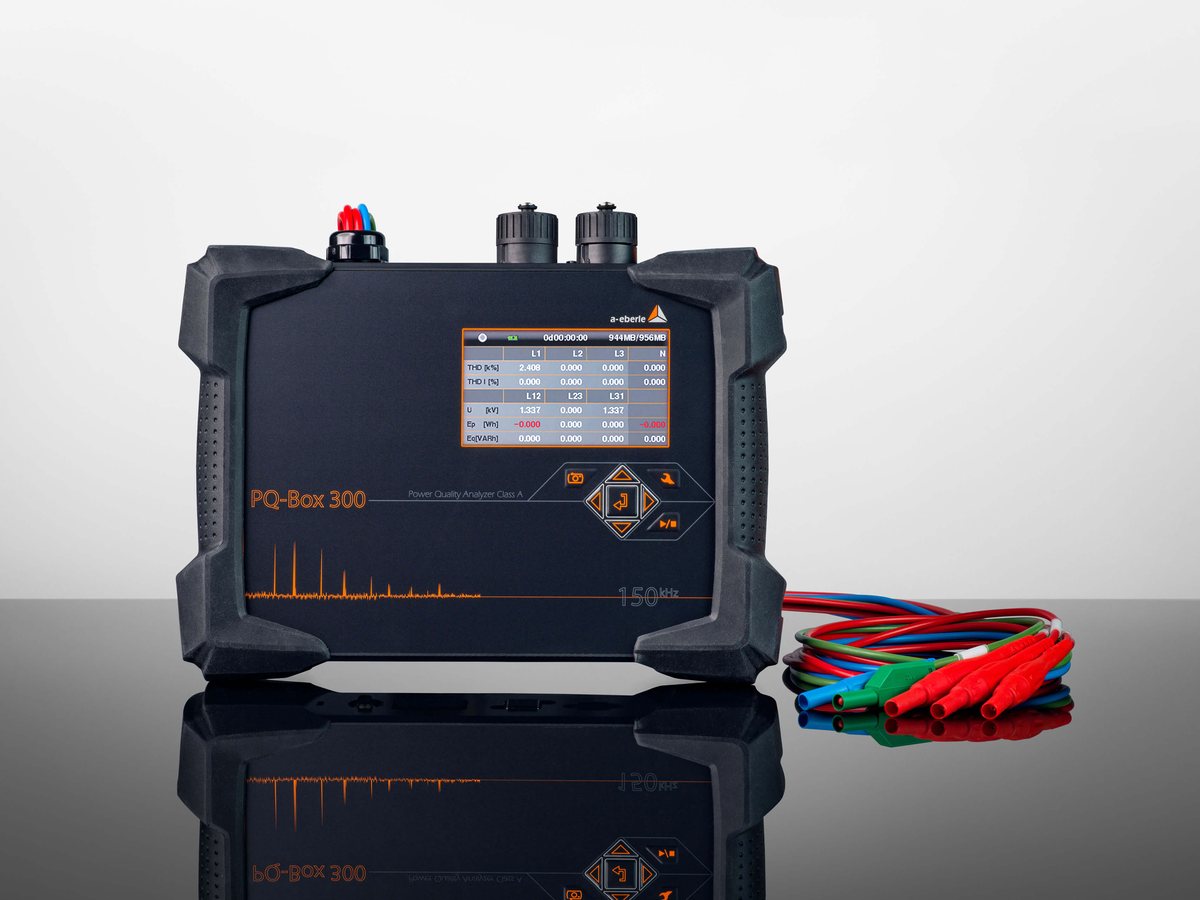 a-eberle
0d00:00:00 944MB/956MB
L1 L2 L3 N
THD [k%] 2.408 0.000 0.000 0.000
THD I [%] 0.000 0.000 0.000 0.000
L12 L23 L31
U [kV] 1.337 0.000 1.337
Ep [Wh] -0.000 0.000 0.000 -0.000
Eq[VARh] 0.000 0.000 0.000 0.000
PQ-Box 300
Power Quality Analyzer Class A
150kHz